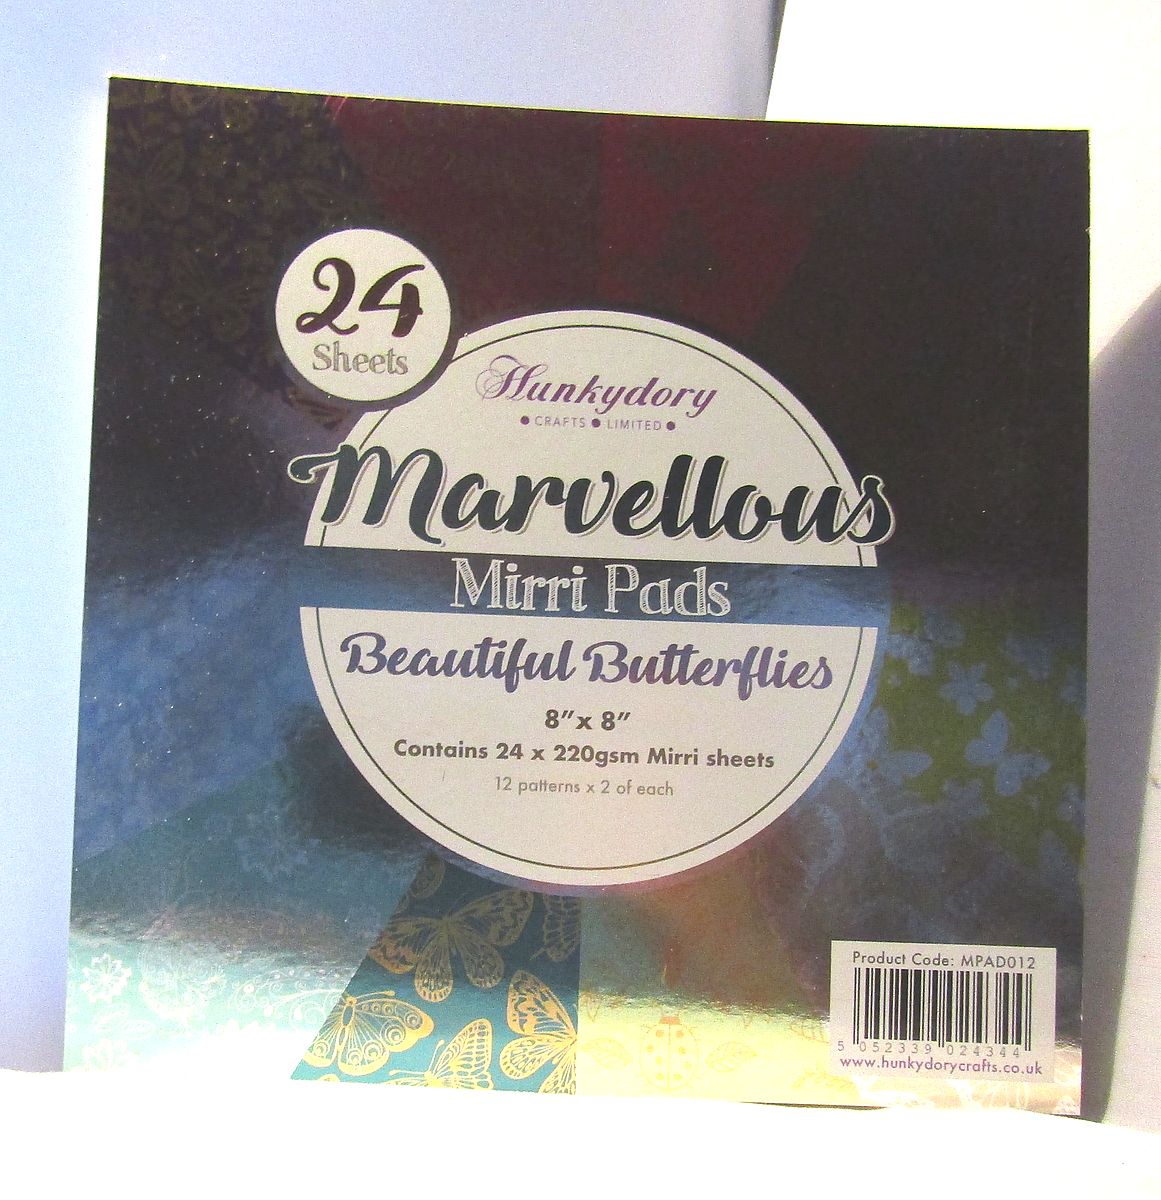 24
Sheets
Hunkydory
CRAFTS • LIMITED
Marvellous
Mirri Pads
Beautiful Butterflies
8” x 8”
Contains 24 x 220gsm Mirri sheets
12 patterns x 2 of each
Product Code: MPAD012
5 052339 024344
www.hunkydorycrafts.co.uk